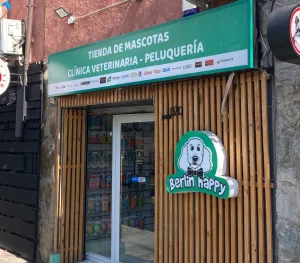 TIENDA DE MASCOTAS
CLÍNICA VETERINARIA - PELUQUERÍA
Berlin happy